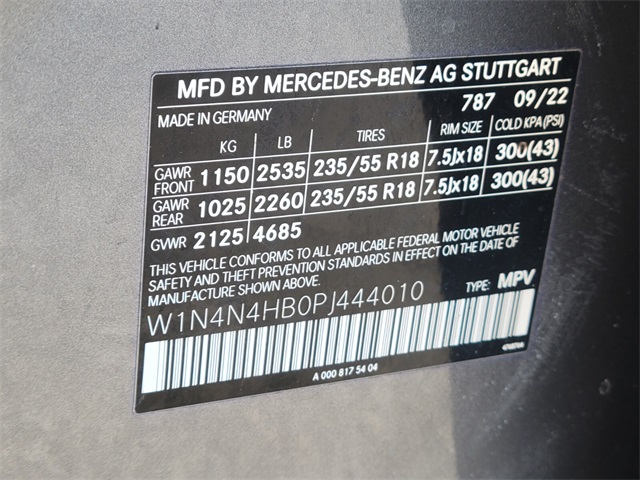 MFD BY MERCEDES-BENZ AG STUTTGART
787 09/22
MADE IN GERMANY
KG LB TIRES RIM SIZE COLD KPA(PSI)
GAWR FRONT 1150 2535 235/55 R18 7.5Jx18 300(43)
GAWR REAR 1025 2260 235/55 R18 7.5Jx18 300(43)
GVWR 2125 4685
THIS VEHICLE CONFORMS TO ALL APPLICABLE FEDERAL MOTOR VEHICLE
SAFETY AND THEFT PREVENTION STANDARDS IN EFFECT ON THE DATE OF
MANUFACTURE SHOWN ABOVE.
W1N4N4HB0PJ444010 TYPE: MPV
A 000 817 54 04